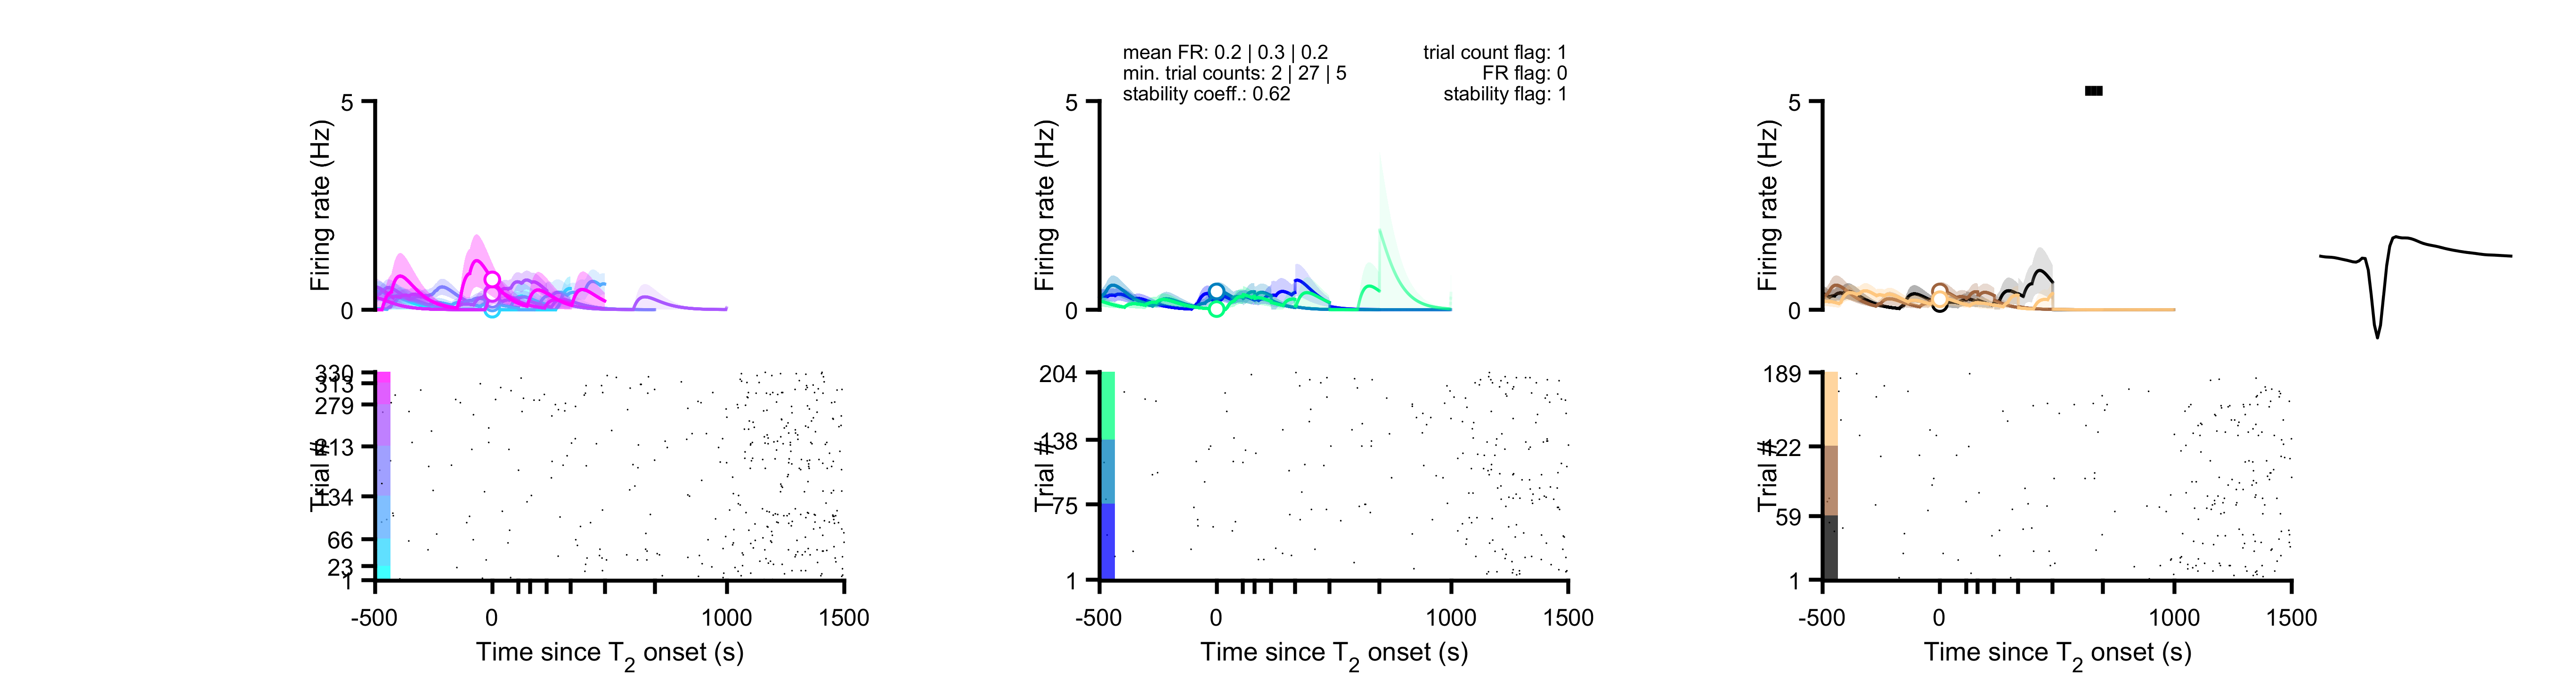 mean FR: 0.2 | 0.3 | 0.2
min. trial counts: 2 | 27 | 5
stability coeff.: 0.62
trial count flag: 1
FR flag: 0
stability flag: 1
5
Firing rate (Hz)
0
5
Firing rate (Hz)
0
5
Firing rate (Hz)
0
330
313
279
213
134
66
23
1
Trial #
-500
0
1000
1500
Time since T2 onset (s)
204
138
75
1
Trial #
-500
0
1000
1500
Time since T2 onset (s)
189
122
59
1
Trial #
-500
0
1000
1500
Time since T2 onset (s)